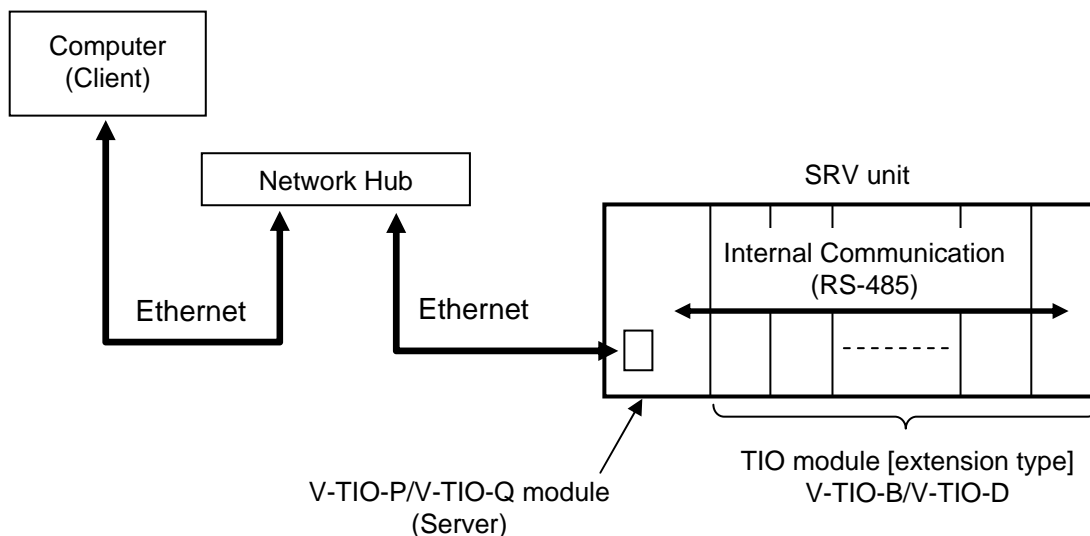 Computer
(Client)
Network Hub
SRV unit
Internal Communication
(RS-485)
Ethernet
Ethernet
V-TIO-P/V-TIO-Q module
(Server)
TIO module [extension type]
V-TIO-B/V-TIO-D